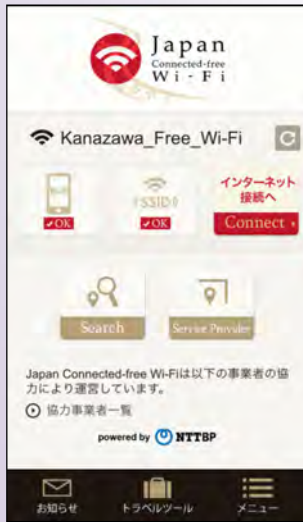 Japan
Connected-free
Wi-Fi
Kanazawa_Free_Wi-Fi
インターネット
接続へ
SSID
OK
OK
Connect
Search
Service Provider
Japan Connected-free Wi-Fiは以下の事業者の協
力により運営しています。
協力事業者一覧
powered by NTTBP
お知らせ
トラベルツール
メニュー